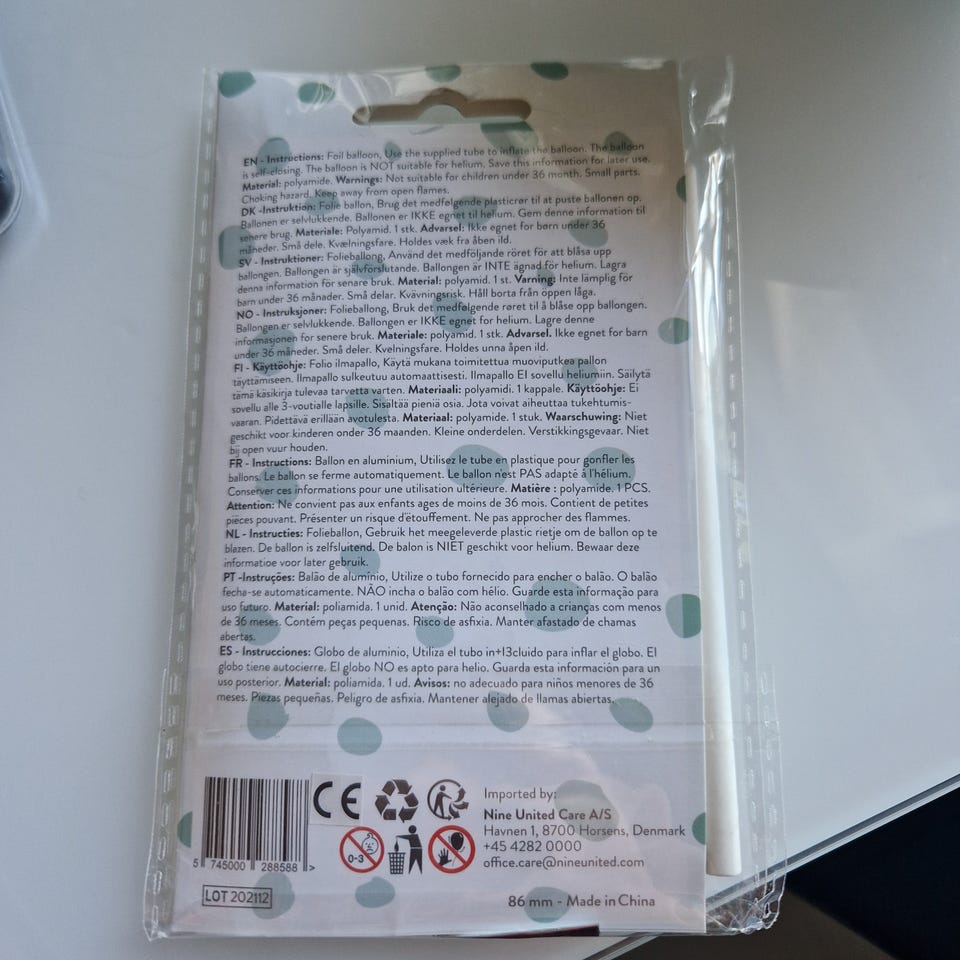 EN - Instructions: Foil balloon, Use the supplied tube to inflate the balloon. The balloon
is self-closing. The balloon is NOT suitable for helium. Save this information for later use.
Material: polyamide. Warnings: Not suitable for children under 36 month. Small parts.
Choking hazard. Keep away from open flames.
DK -Instruktion: Folie ballon, Brug det medfølgende plasticrør til at puste ballonen op.
Ballonen er selvlukkende. Ballonen er IKKE egnet til helium. Gem denne information til
senere brug. Materiale: Polyamid. 1 stk. Advarsel: Ikke egnet for børn under 36
måneder. Små dele. Kvælningsfare. Holdes væk fra åben ild.
SV - Instruktioner: Folieballong, Använd det medföljande röret för att blåsa upp
ballongen. Ballongen är självförslutande. Ballongen är INTE ägnad för helium. Lagra
denna information för senare bruk. Material: polyamid. 1 st. Varning: Inte lämplig för
barn under 36 månader. Små delar. Kvävningsrisk. Håll borta från öppen låga.
NO - Instruksjoner: Folieballong, Bruk det medfølgende røret til å blåse opp ballongen.
Ballongen er selvlukkende. Ballongen er IKKE egnet for helium. Lagre denne
informasjonen for senere bruk. Materiale: polyamid. 1 stk. Advarsel. Ikke egnet for barn
under 36 måneder. Små deler. Kvelningsfare. Holdes unna åpen ild.
FI - Käyttöohje: Folio ilmapallo, Käytä mukana toimitettua muoviputkea pallon
täyttämiseen. Ilmapallo sulkeutuu automaattisesti. Ilmapallo EI sovellu heliumiin. Säilytä
tämä käsikirja tulevaa tarvetta varten. Materiaali: polyamidi. 1 kappale. Käyttöohje: Ei
sovellu alle 3-voutialle lapsille. Sisältää pieniä osia. Jota voivat aiheuttaa tukehtumis-
vaaran. Pidettävä erillään avotulesta. Materiaal: polyamide. 1 stuk. Waarschuwing: Niet
geschikt voor kinderen onder 36 maanden. Kleine onderdelen. Verstikkingsgevaar. Niet
bij open vuur houden.
FR - Instructions: Ballon en aluminium, Utilisez le tube en plastique pour gonfler les
ballons. Le ballon se ferme automatiquement. Le ballon n'est PAS adapté á l'hélium.
Conserver ces informations pour une utilisation ultérieure. Matière : polyamide. 1 PCS.
Attention: Ne convient pas aux enfants ages de moins de 36 mois. Contient de petites
pièces pouvant. Présenter un risque d'étouffement. Ne pas approcher des flammes.
NL - Instructies: Folieballon, Gebruik het meegeleverde plastic rietje om de ballon op te
blazen. De ballon is zelfsluitend. De balon is NIET geschikt voor helium. Bewaar deze
informatioe voor later gebruik.
PT -Instruções: Balão de alumínio, Utilize o tubo fornecido para encher o balão. O balão
fecha-se automaticamente. NÃO incha o balão com hélio. Guarde esta informação para
uso futuro. Material: poliamida. 1 unid. Atenção: Não aconselhado a crianças com menos
de 36 meses. Contém peças pequenas. Risco de asfixia. Manter afastado de chamas
abertas.
ES - Instrucciones: Globo de aluminio, Utiliza el tubo in+l3cluido para inflar el globo. El
globo tiene autocierre. El globo NO es apto para helio. Guarda esta información para un
uso posterior. Material: poliamida. 1 ud. Avisos: no adecuado para niños menores de 36
meses. Piezas pequeñas. Peligro de asfixia. Mantener alejado de llamas abiertas.
CE
0-3
5 745000 288588 >
LOT 202112
Imported by:
Nine United Care A/S
Havnen 1, 8700 Horsens, Denmark
+45 4282 0000
office.care@nineunited.com
86 mm - Made in China